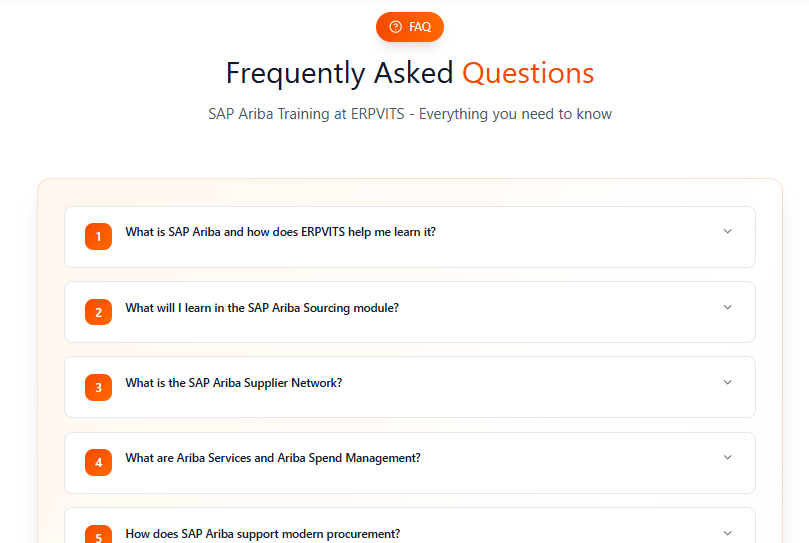 FAQ
Frequently Asked Questions
SAP Ariba Training at ERPVITS - Everything you need to know
1 What is SAP Ariba and how does ERPVITS help me learn it?
2 What will I learn in the SAP Ariba Sourcing module?
3 What is the SAP Ariba Supplier Network?
4 What are Ariba Services and Ariba Spend Management?
5 How does SAP Ariba support modern procurement?